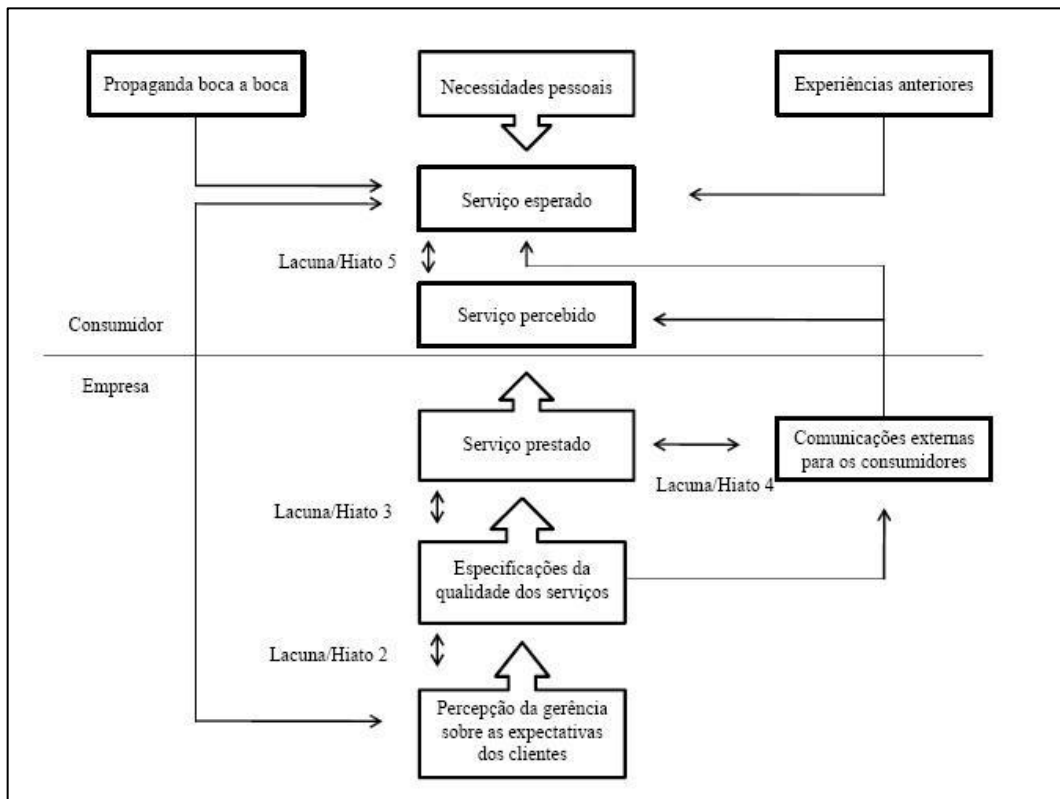 Propaganda boca a boca
Necessidades pessoais
Experiências anteriores
Serviço esperado
Lacuna/Hiato 5
Serviço percebido
Consumidor
Empresa
Serviço prestado
Comunicações externas
para os consumidores
Lacuna/Hiato 4
Lacuna/Hiato 3
Especificações da
qualidade dos serviços
Lacuna/Hiato 2
Percepção da gerência
sobre as expectativas
dos clientes